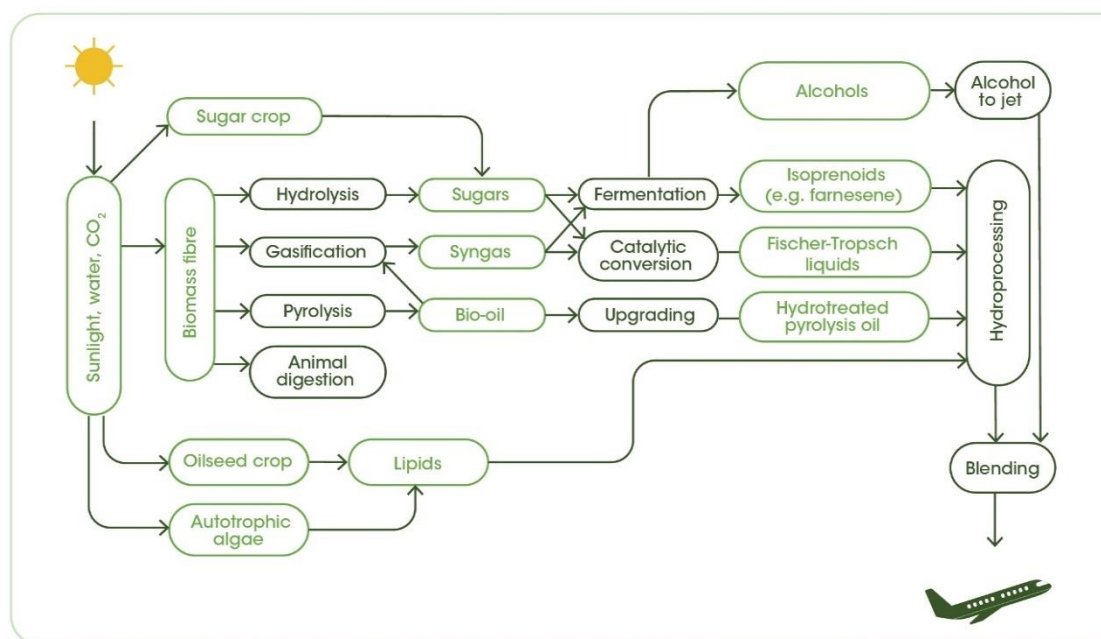 Sugar crop
Alcohols
Alcohol
to jet
Sunlight, water, CO₂
Biomass fibre
Hydrolysis
Sugars
Fermentation
Isoprenoids
(e.g. farnesene)
Gasification
Syngas
Catalytic
conversion
Fischer-Tropsch
liquids
Pyrolysis
Bio-oil
Upgrading
Hydrotreated
pyrolysis oil
Hydroprocessing
Animal
digestion
Oilseed crop
Lipids
Blending
Autotrophic
algae